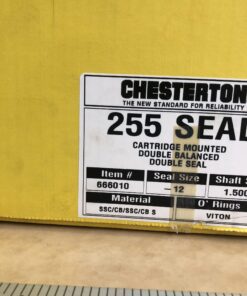 CHESTERTON
THE NEW STANDARD FOR RELIABILITY
255 SEAL
CARTRIDGE MOUNTED
DOUBLE BALANCED
DOUBLE SEAL
Item # Seal Size Shaft
666010 -12 1.500
Material O' Rings
SSC/CB/SSC/CB S VITON